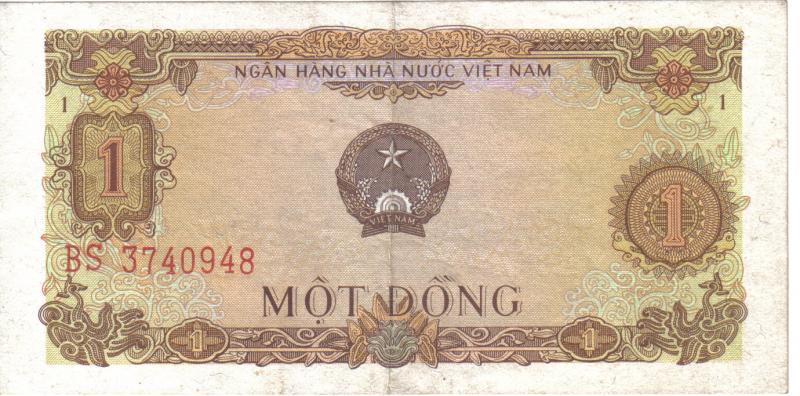 NGÂN HÀNG NHÀ NƯỚC VIỆT NAM
1 1
1 1
VIỆT NAM
BS 3740948
MỘT ĐỒNG
1 1